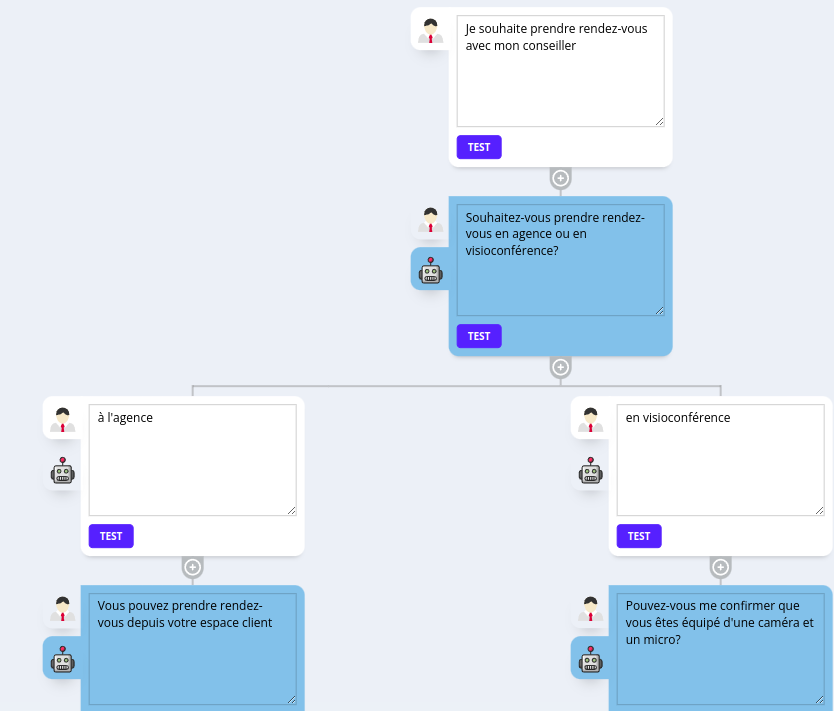 Je souhaite prendre rendez-vous
avec mon conseiller
TEST
Souhaitez-vous prendre rendez-
vous en agence ou en
visioconférence?
TEST
à l'agence
TEST
en visioconférence
TEST
Vous pouvez prendre rendez-
vous depuis votre espace client
Pouvez-vous me confirmer que
vous êtes équipé d'une caméra et
un micro?